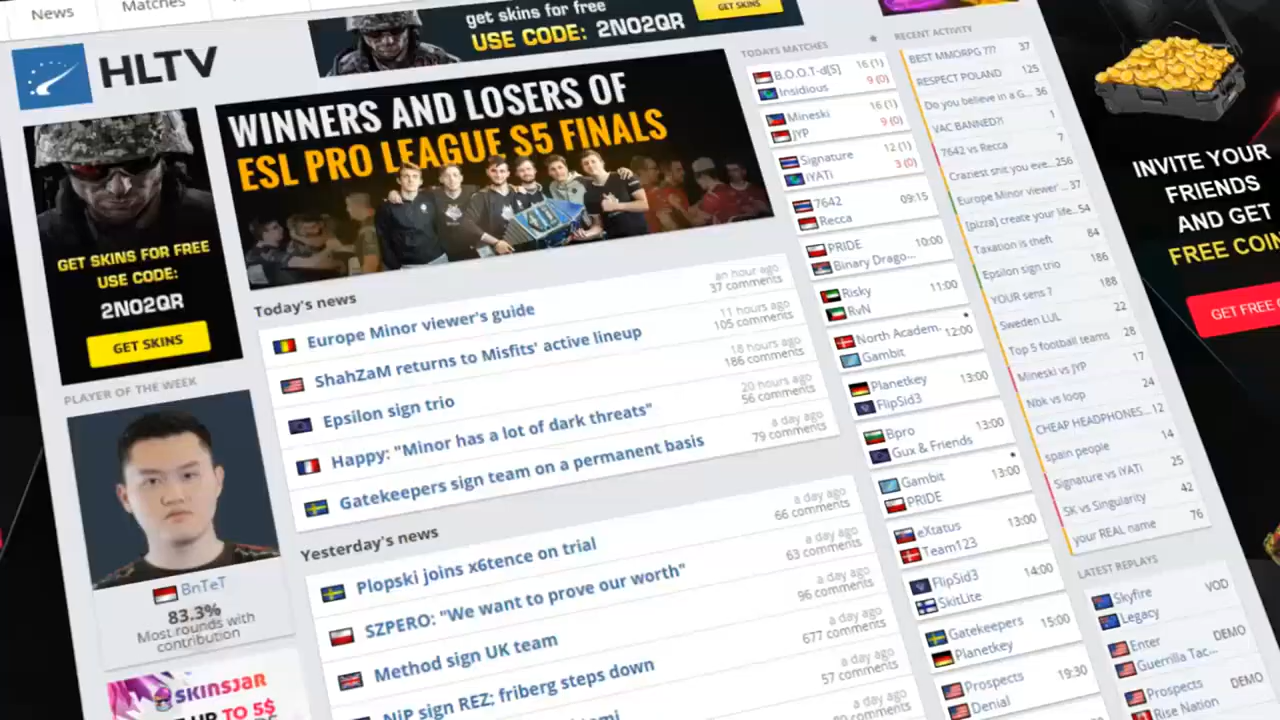 News
Matches
get skins for free
USE CODE: 2NO2QR
GET SKINS
HLTV
GET SKINS FOR FREE
USE CODE:
2NO2QR
GET SKINS
PLAYER OF THE WEEK
BnTeT
83.3%
Most rounds with
contribution
SKINSJAR
UP TO 5$
WINNERS AND LOSERS OF
ESL PRO LEAGUE S5 FINALS
Today's news
Europe Minor viewer's guide
an hour ago
37 comments
ShahZaM returns to Misfits' active lineup
11 hours ago
105 comments
Epsilon sign trio
18 hours ago
186 comments
Happy: "Minor has a lot of dark threats"
20 hours ago
56 comments
Gatekeepers sign team on a permanent basis
a day ago
79 comments
Yesterday's news
Plopski joins x6tence on trial
a day ago
66 comments
SZPERO: "We want to prove our worth"
a day ago
63 comments
Method sign UK team
a day ago
96 comments
NiP sign REZ; friberg steps down
a day ago
677 comments
a day ago
57 comments
a day ago
TODAYS MATCHES
B.O.O.T-d[S] 16 (1)
Insidious 9 (0)
Mineski 16 (1)
JYP 9 (0)
Signature 12 (1)
iYATi 3 (0)
7642 09:15
Recca
PRIDE 10:00
Binary Drago...
Risky 11:00
RvN
North Academ. 12:00
Gambit
Planetkey 13:00
FlipSid3
Bpro 13:00
Gux & Friends
Gambit 13:00
PRIDE
eXtatus 13:00
Team123
FlipSid3 14:00
SkitLite
Gatekeepers 15:00
Planetkey
Prospects 19:30
Denial
RECENT ACTIVITY
BEST MMORPG ??? 37
RESPECT POLAND 125
Do you believe in a G... 36
VAC BANNED?! 1
7642 vs Recca 7
Craziest shit you eve... 256
Europe Minor viewer'... 37
[pizza] create your life... 54
Taxation is theft 84
Epsilon sign trio 186
YOUR sens ? 188
Sweden LUL 22
Top 5 football teams 28
Mineski vs JYP 17
Nbk vs loop 24
CHEAP HEADPHONES... 12
spain people 14
Signature vs iYATi 25
SK vs Singularity 42
your REAL name 76
LATEST REPLAYS
Skyfire VOD
Legacy
Enter DEMO
Guerrilla Tac...
Prospects DEMO
Rise Nation
INVITE YOUR
FRIENDS
AND GET
FREE COIN
GET FREE